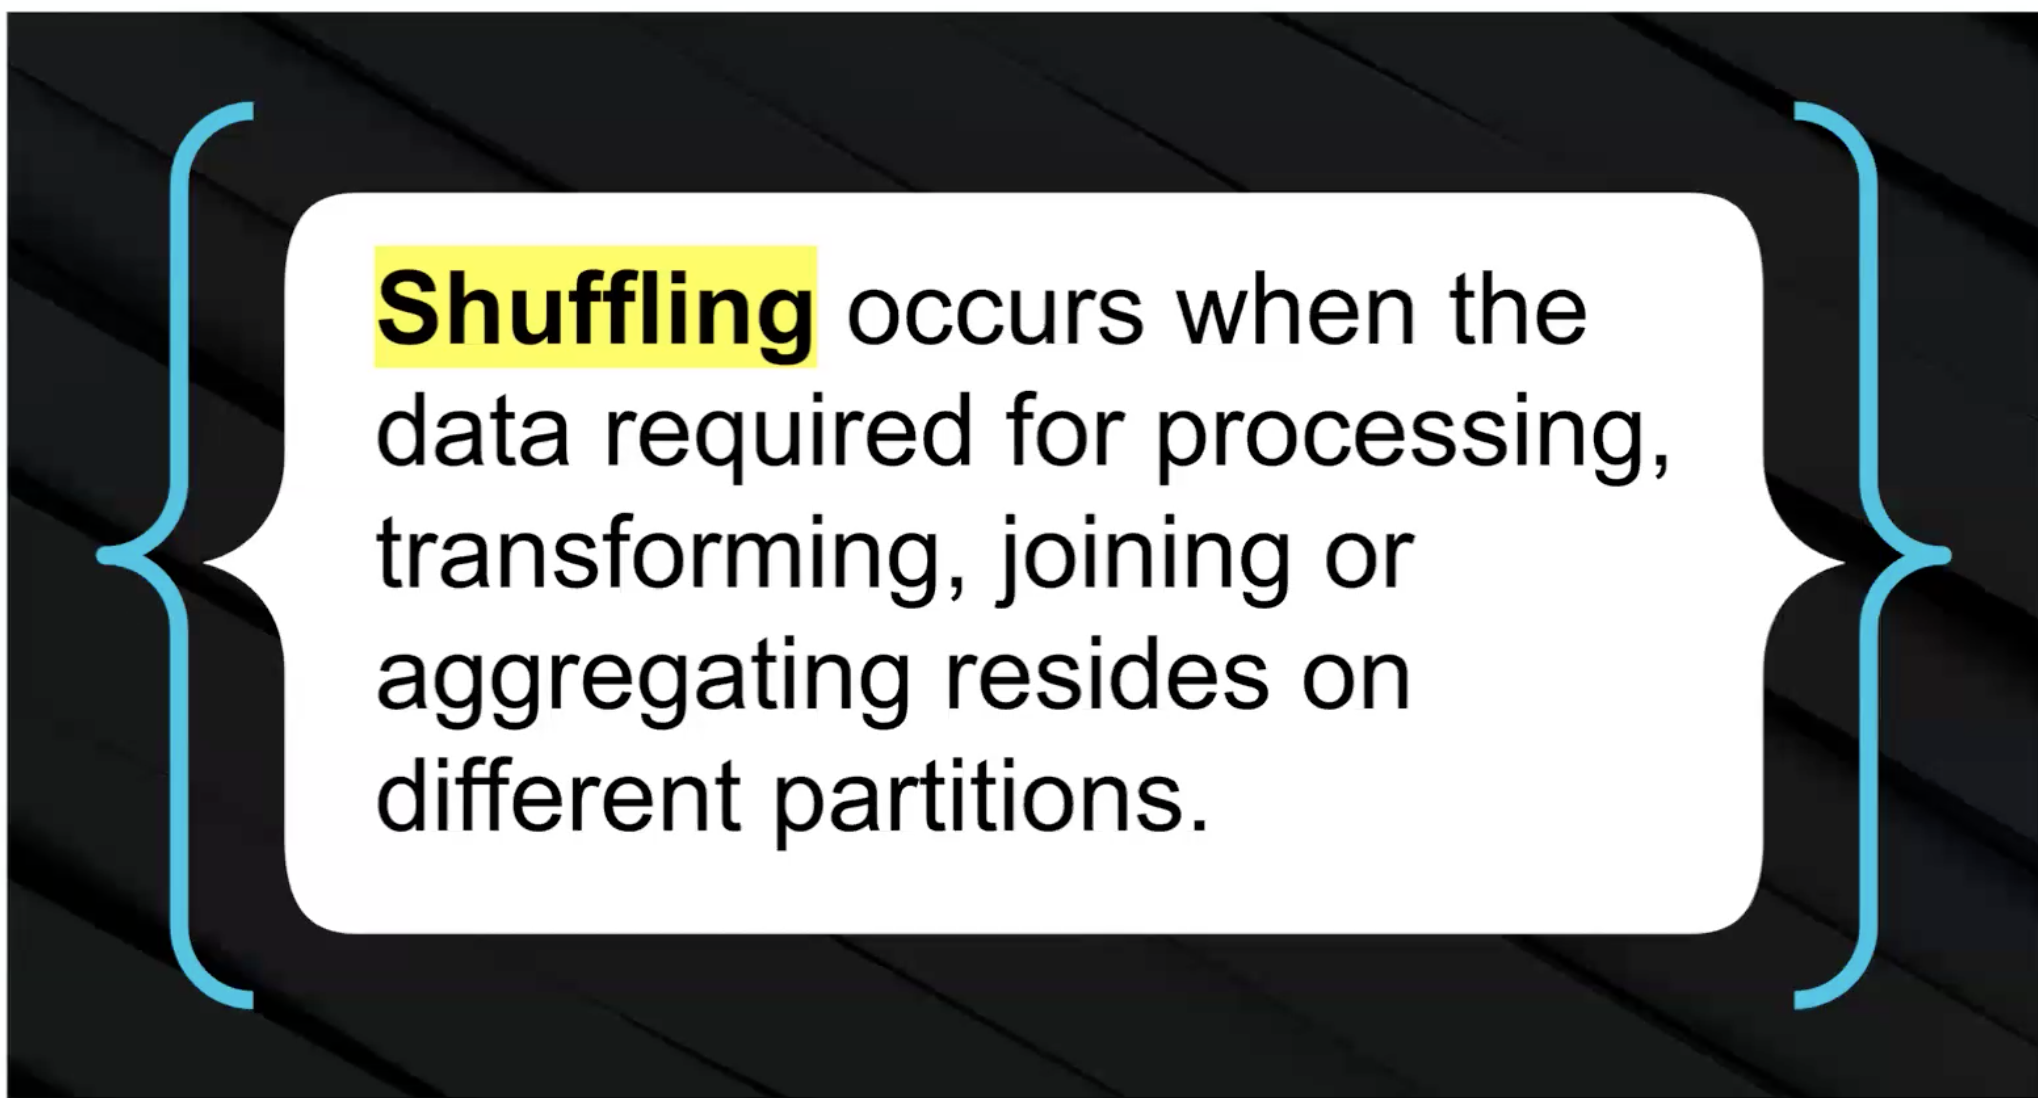 Shuffling occurs when the
data required for processing,
transforming, joining or
aggregating resides on
different partitions.